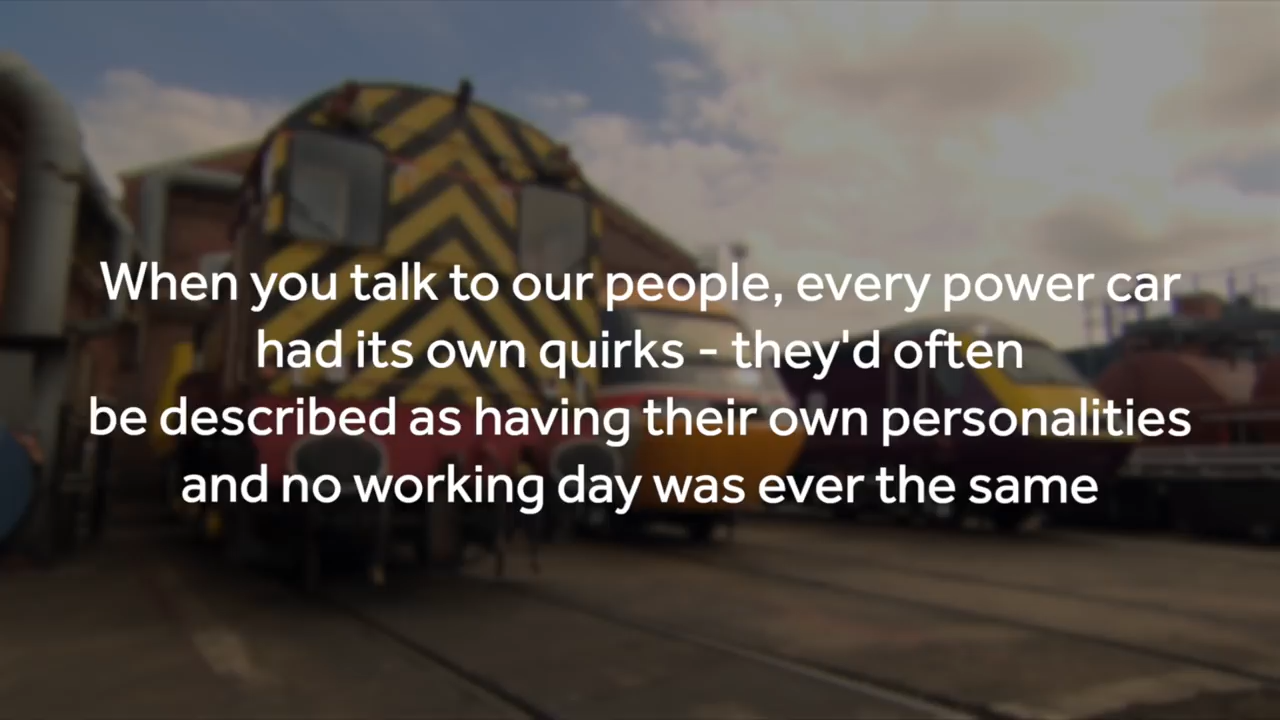 When you talk to our people, every power car
had its own quirks - they'd often
be described as having their own personalities
and no working day was ever the same